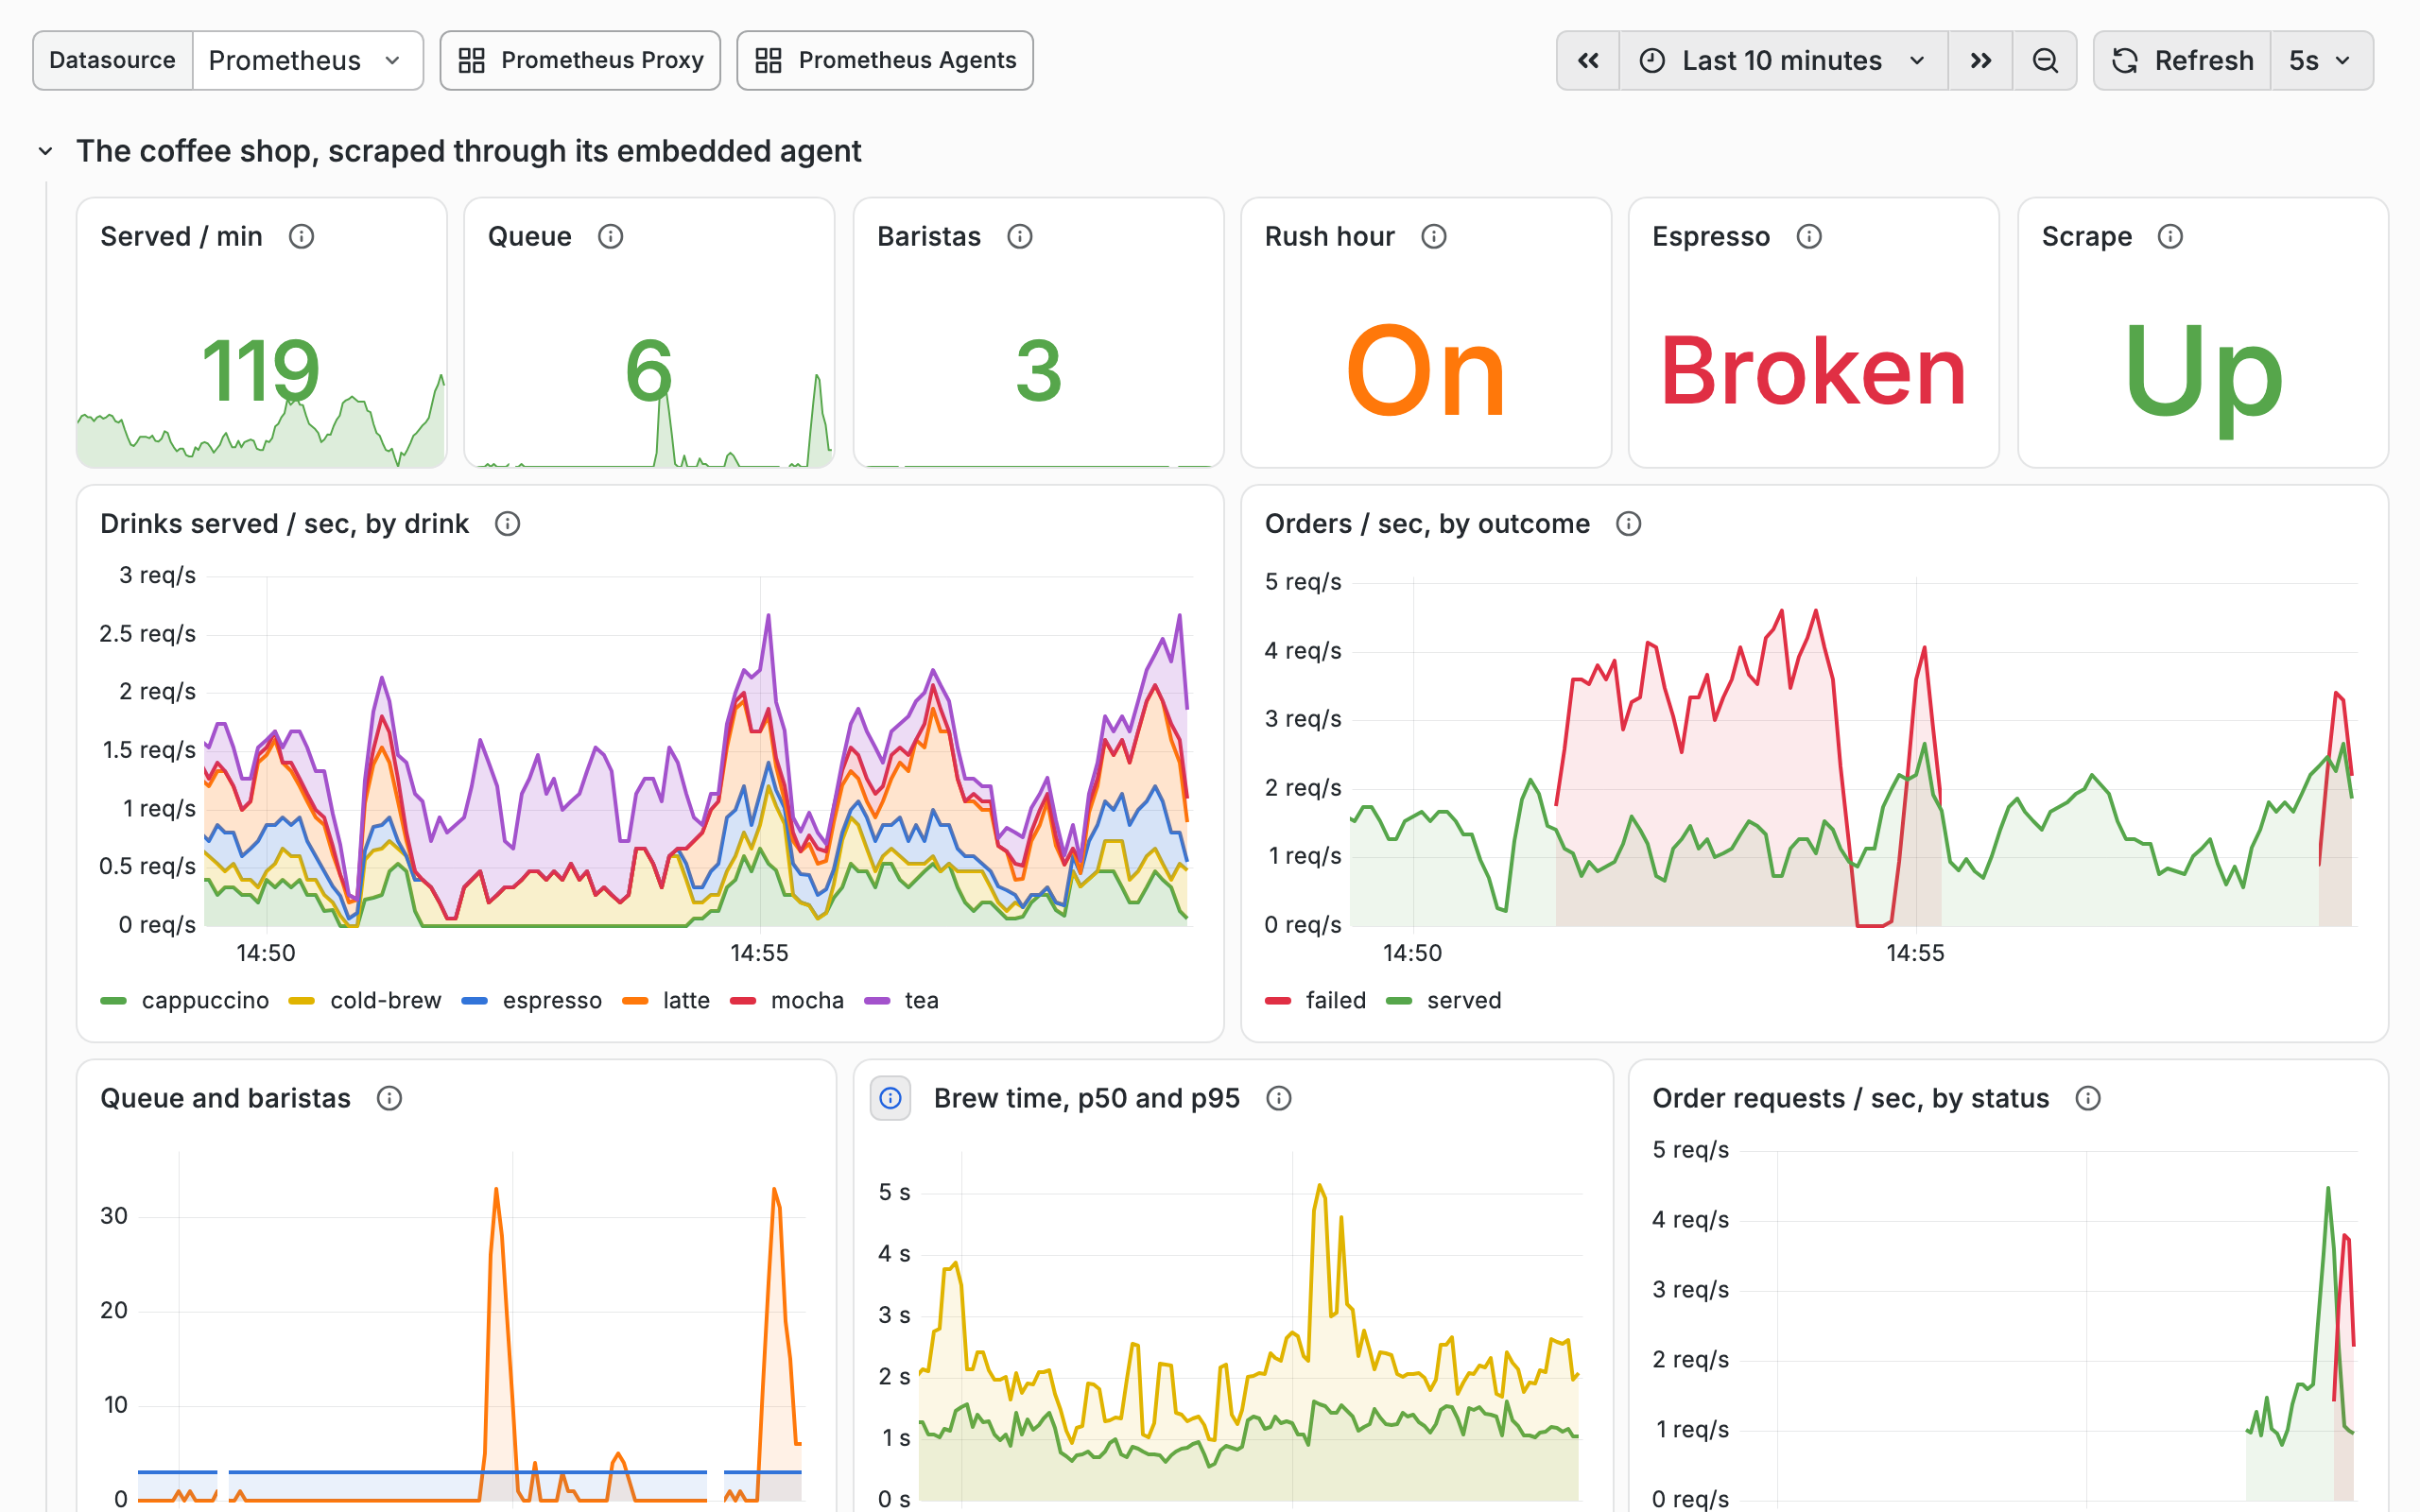 Datasource Prometheus Prometheus Proxy Prometheus Agents Last 10 minutes Refresh 5s
The coffee shop, scraped through its embedded agent
Served / min Queue Baristas Rush hour Espresso Scrape
119 6 3 On Broken Up
Drinks served / sec, by drink
3 req/s
2.5 req/s
2 req/s
1.5 req/s
1 req/s
0.5 req/s
0 req/s
14:50 14:55
cappuccino cold-brew espresso latte mocha tea
Orders / sec, by outcome
5 req/s
4 req/s
3 req/s
2 req/s
1 req/s
0 req/s
14:50 14:55
failed served
Queue and baristas
30
20
10
0
Brew time, p50 and p95
5 s
4 s
3 s
2 s
1 s
0 s
Order requests / sec, by status
5 req/s
4 req/s
3 req/s
2 req/s
1 req/s
0 req/s